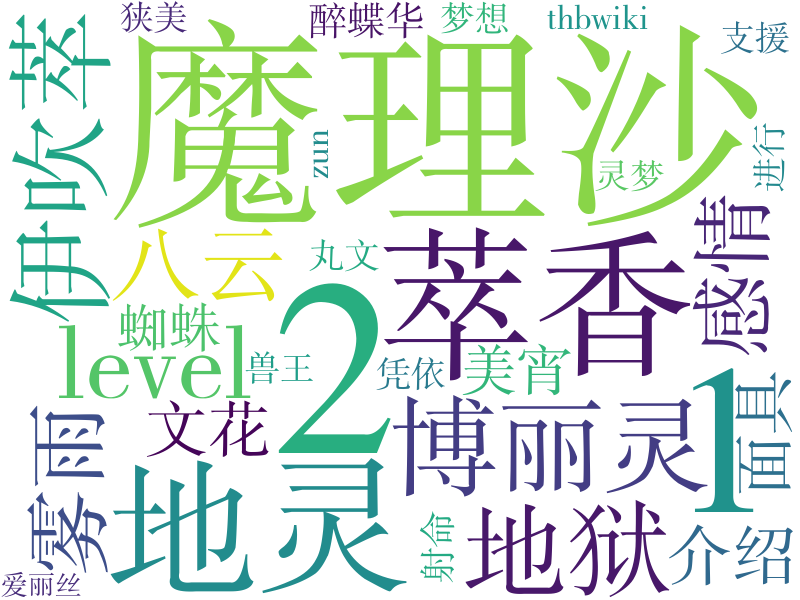 狭美
醉蝶华
梦想
thbwiki
支援
伊吹萃
魔理沙
zun
灵梦
进行
八云
丸文
萃香
感情
蜘蛛
level
2
兽王
凭依
美宵
1
面具
雾雨
文花
博丽灵
地灵
射命
地狱
介绍
爱丽丝